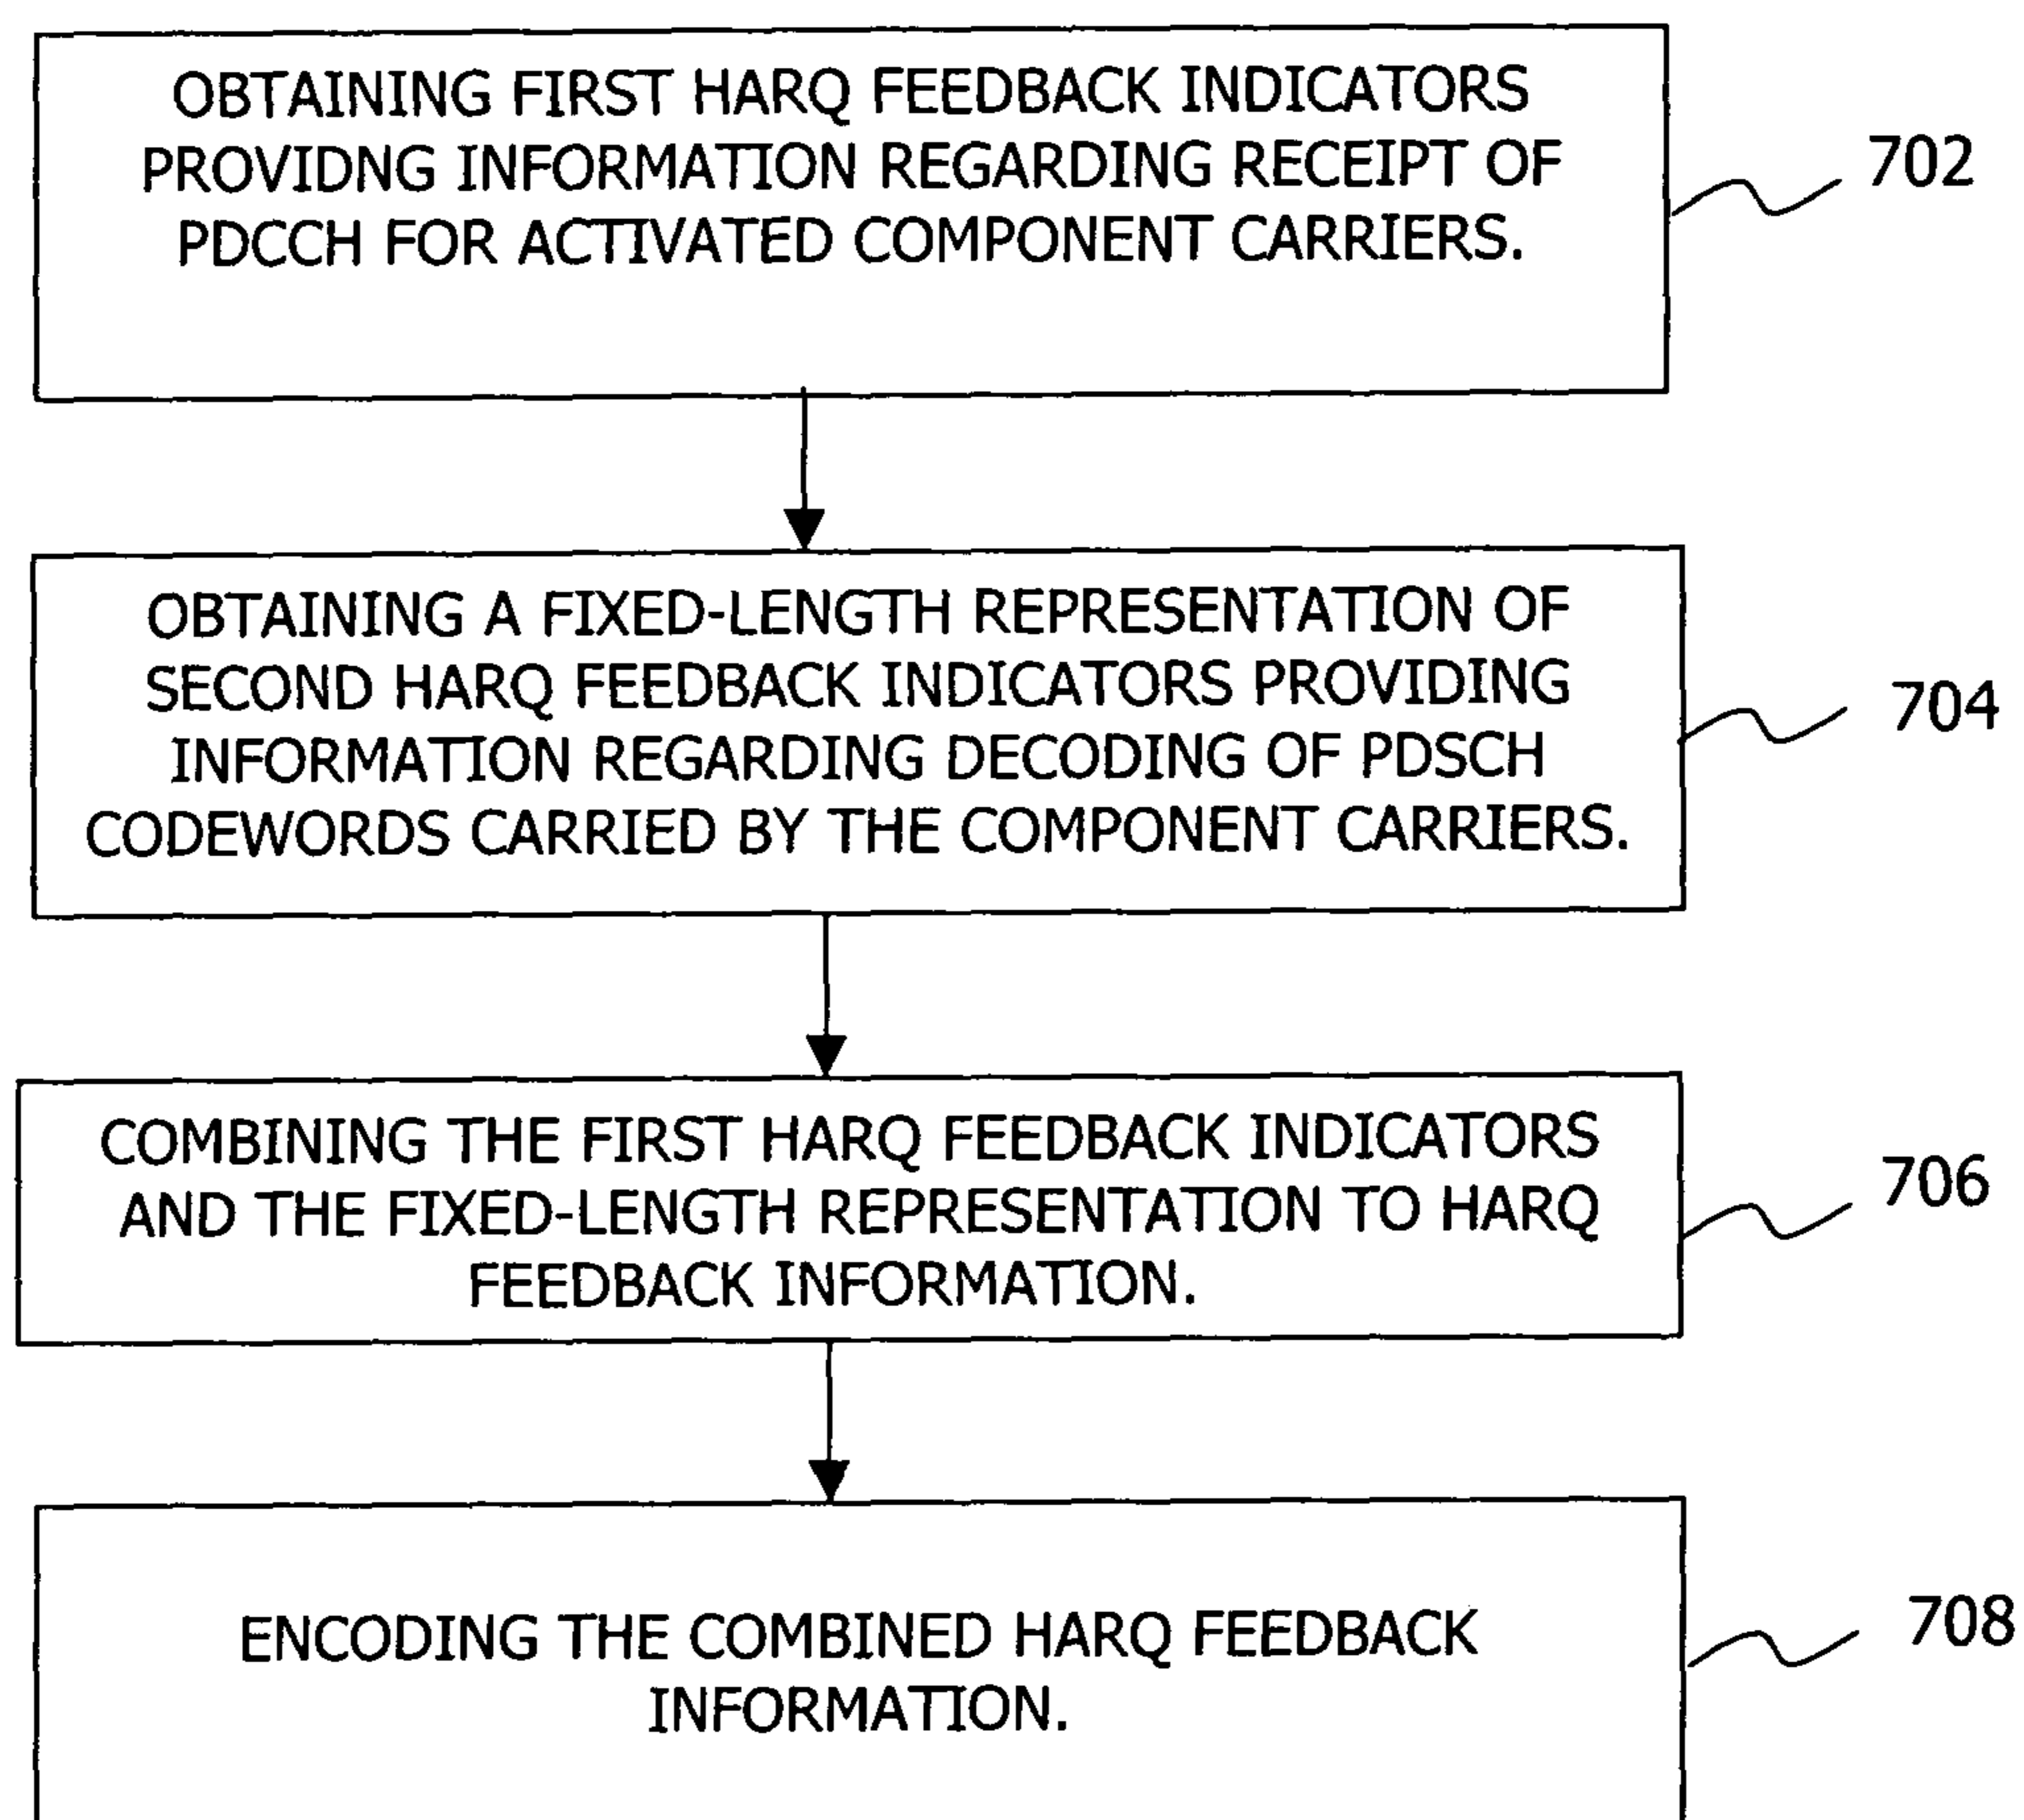 OBTAINING FIRST HARQ FEEDBACK INDICATORS
PROVIDNG INFORMATION REGARDING RECEIPT OF
PDCCH FOR ACTIVATED COMPONENT CARRIERS.
702
OBTAINING A FIXED-LENGTH REPRESENTATION OF
SECOND HARQ FEEDBACK INDICATORS PROVIDING
INFORMATION REGARDING DECODING OF PDSCH
CODEWORDS CARRIED BY THE COMPONENT CARRIERS.
704
COMBINING THE FIRST HARQ FEEDBACK INDICATORS
AND THE FIXED-LENGTH REPRESENTATION TO HARQ
FEEDBACK INFORMATION.
706
ENCODING THE COMBINED HARQ FEEDBACK
INFORMATION.
708